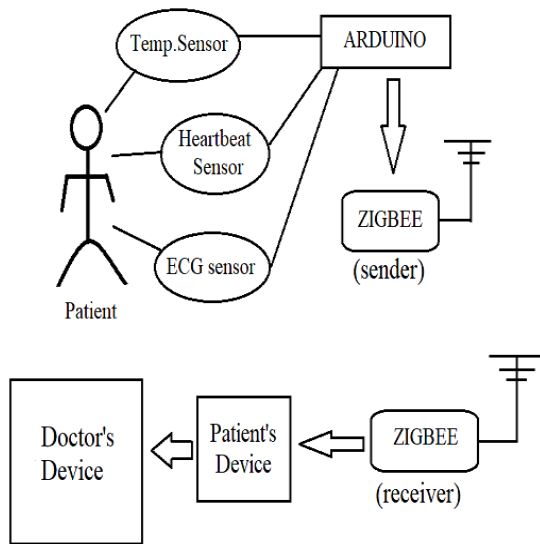 Temp.Sensor
ARDUINO
Heartbeat
Sensor
ZIGBEE
(sender)
ECG sensor
Patient
Doctor's
Device
Patient's
Device
ZIGBEE
(receiver)